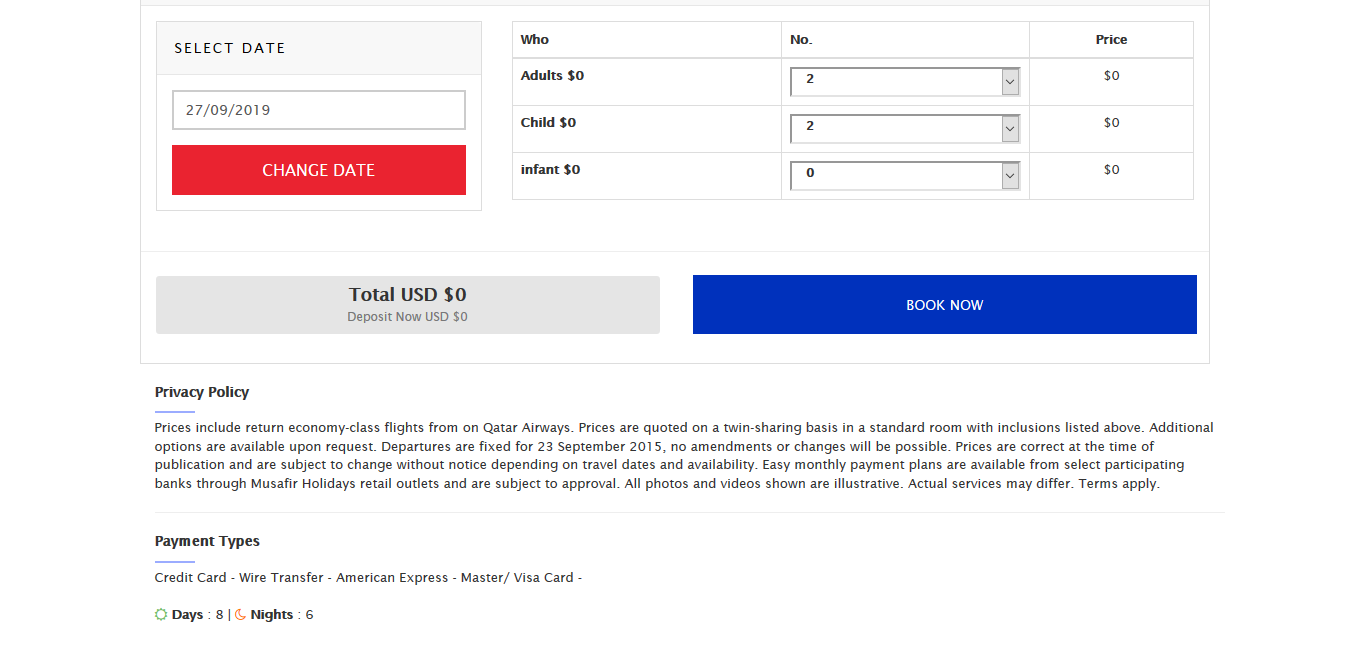 SELECT DATE
27/09/2019
CHANGE DATE
Who No. Price
Adults $0 2 $0
Child $0 2 $0
infant $0 0 $0
Total USD $0
Deposit Now USD $0
BOOK NOW
Privacy Policy
Prices include return economy-class flights from on Qatar Airways. Prices are quoted on a twin-sharing basis in a standard room with inclusions listed above. Additional
options are available upon request. Departures are fixed for 23 September 2015, no amendments or changes will be possible. Prices are correct at the time of
publication and are subject to change without notice depending on travel dates and availability. Easy monthly payment plans are available from select participating
banks through Musafir Holidays retail outlets and are subject to approval. All photos and videos shown are illustrative. Actual services may differ. Terms apply.
Payment Types
Credit Card - Wire Transfer - American Express - Master/ Visa Card -
Days : 8 | Nights : 6